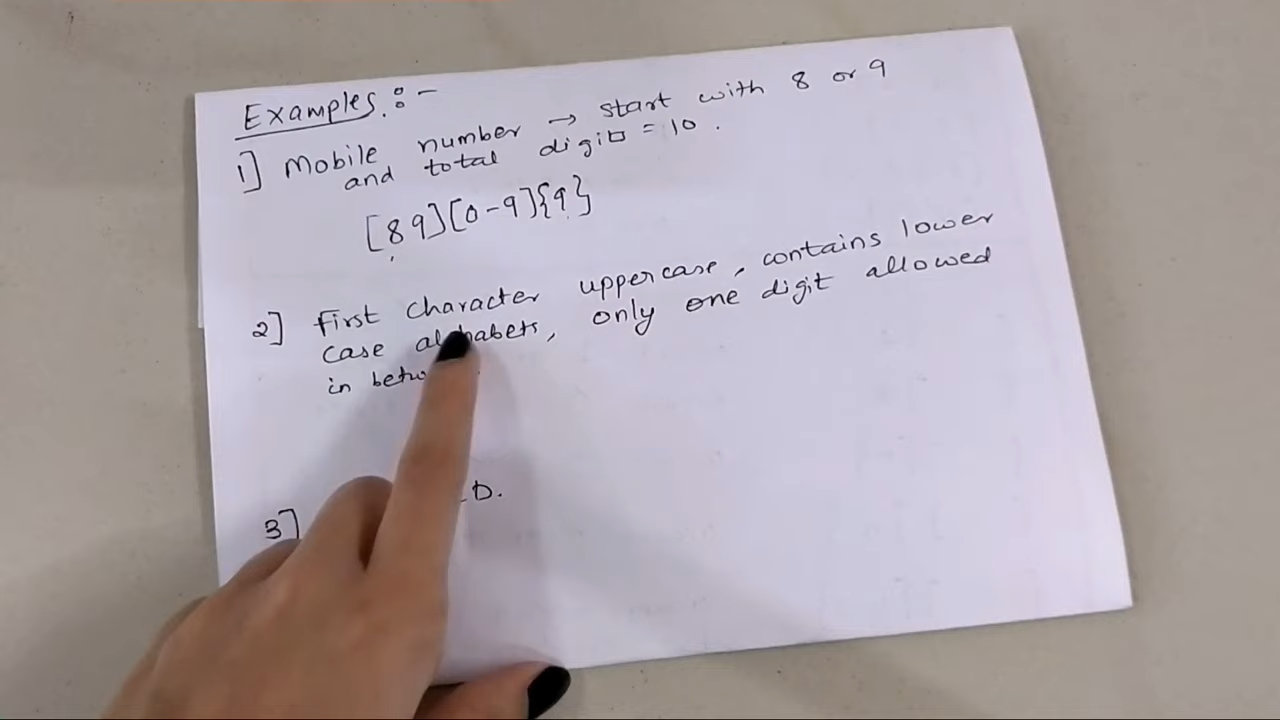 Examples :-
1] Mobile number → start with 8 or 9
and total digits = 10.
[89][0-9]{9}
2] first character uppercase, contains lower
case alphabets, only one digit allowed
in
3] D.